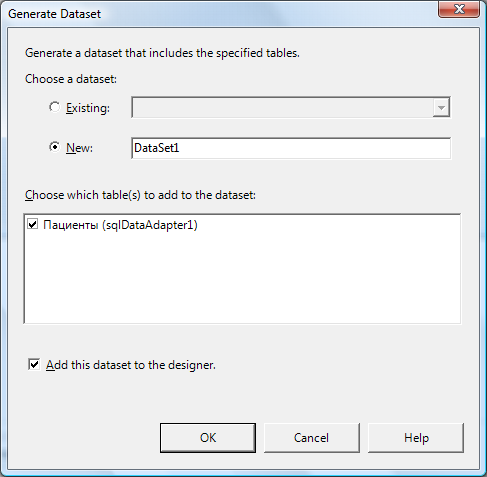 Generate Dataset
Generate a dataset that includes the specified tables.
Choose a dataset:
Existing:
New:
DataSet1
Choose which table(s) to add to the dataset:
Пациенты (sqlDataAdapter1)
Add this dataset to the designer.
OK
Cancel
Help